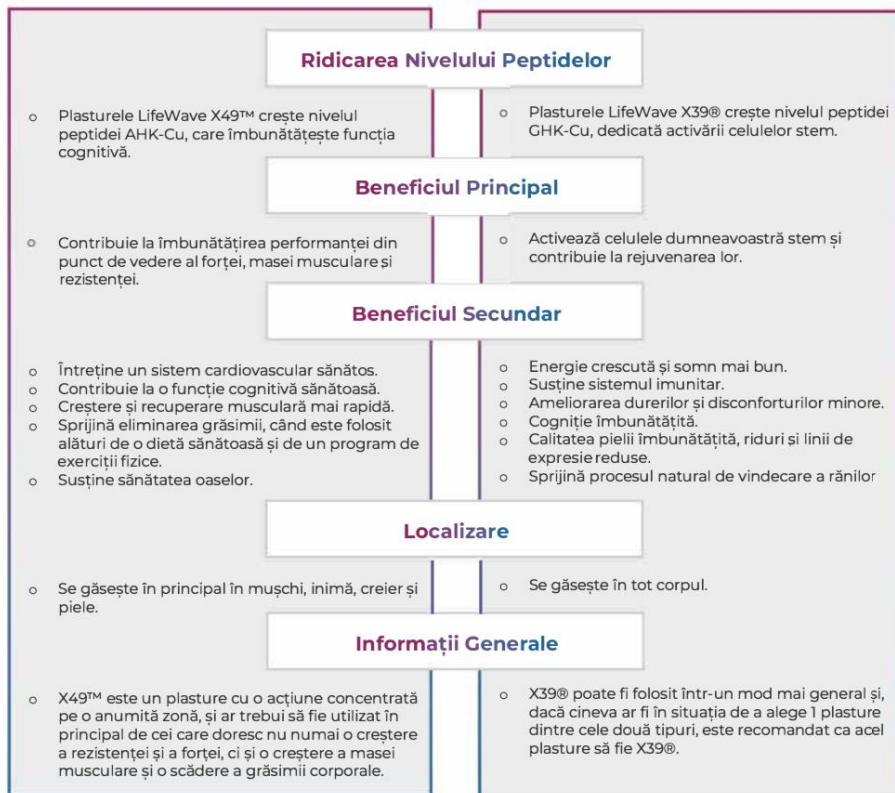 Ridicarea Nivelului Peptidelor
o Plasturele LifeWave X49™ crește nivelul
peptidei AHK-Cu, care îmbunătățește funcția
cognitivă.
o Plasturele LifeWave X39® crește nivelul peptidei
GHK-Cu, dedicată activării celulelor stem.
Beneficiul Principal
o Contribuie la îmbunătățirea performanței din
punct de vedere al forței, masei musculare și
rezistenței.
o Activează celulele dumneavoastră stem și
contribuie la rejuvenarea lor.
Beneficiul Secundar
o Întreține un sistem cardiovascular sănătos.
o Contribuie la o funcție cognitivă sănătoasă.
o Creștere și recuperare musculară mai rapidă.
o Sprijină eliminarea grăsimii, când este folosit
alături de o dietă sănătoasă și de un program de
exerciții fizice.
o Susține sănătatea oaselor.
o Energie crescută și somn mai bun.
o Susține sistemul imunitar.
o Ameliorarea durerilor și disconforturilor minore.
o Cogniție îmbunătățită.
o Calitatea pielii îmbunătățită, riduri și linii de
expresie reduse.
o Sprijină procesul natural de vindecare a rănilor
Localizare
o Se găsește în principal în mușchi, inimă, creier și
piele.
o Se găsește în tot corpul.
Informații Generale
o X49™ este un plasture cu o acțiune concentrată
pe o anumită zonă, și ar trebui să fie utilizat în
principal de cei care doresc nu numai o creștere
a rezistenței și a forței, ci și o creștere a masei
musculare și o scădere a grăsimii corporale.
o X39® poate fi folosit într-un mod mai general și,
dacă cineva ar fi în situația de a alege 1 plasture
dintre cele două tipuri, este recomandat ca acel
plasture să fie X39®.